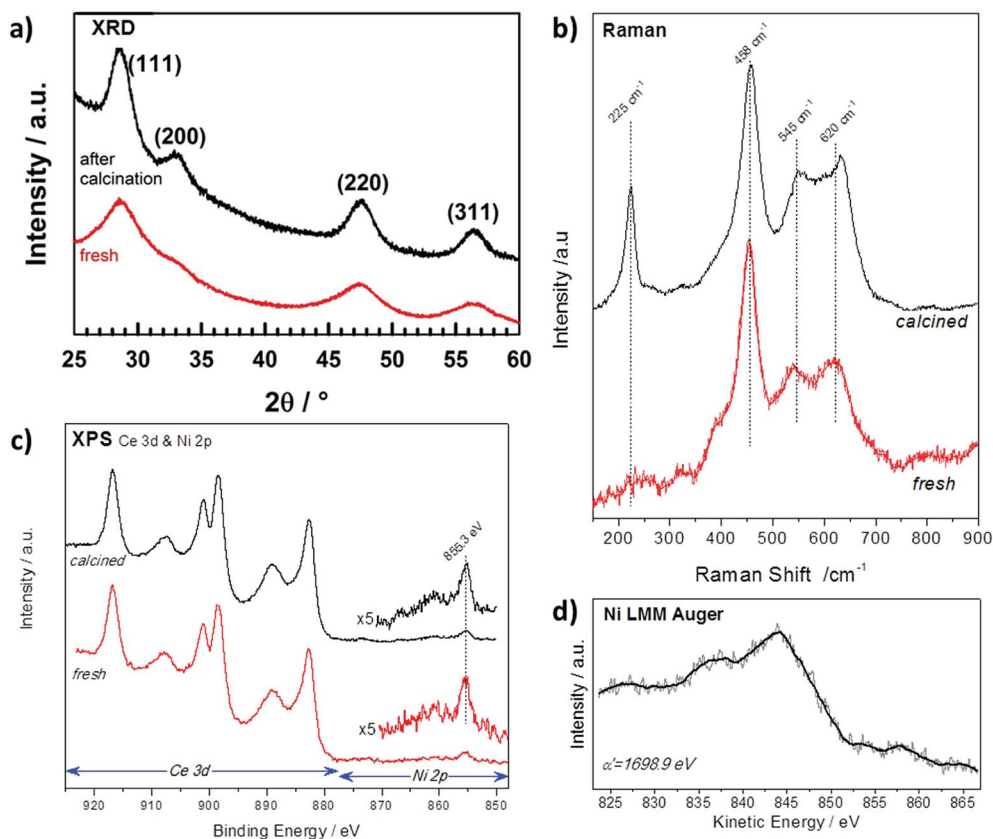 a)
XRD
(111)
(200)
(220)
(311)
after
calcination
fresh
Intensity / a.u.
25 30 35 40 45 50 55 60
2θ / °
b)
Raman
225 cm-1
458 cm-1
545 cm-1
620 cm-1
calcined
fresh
Intensity /a.u
200 300 400 500 600 700 800 900
Raman Shift /cm-1
c)
XPS Ce 3d & Ni 2p
calcined
fresh
855.3 eV
x5
x5
Ce 3d
Ni 2p
Intensity / a.u.
920 910 900 890 880 870 860 850
Binding Energy / eV
d)
Ni LMM Auger
α'=1698.9 eV
Intensity / a.u.
825 830 835 840 845 850 855 860 865
Kinetic Energy / eV